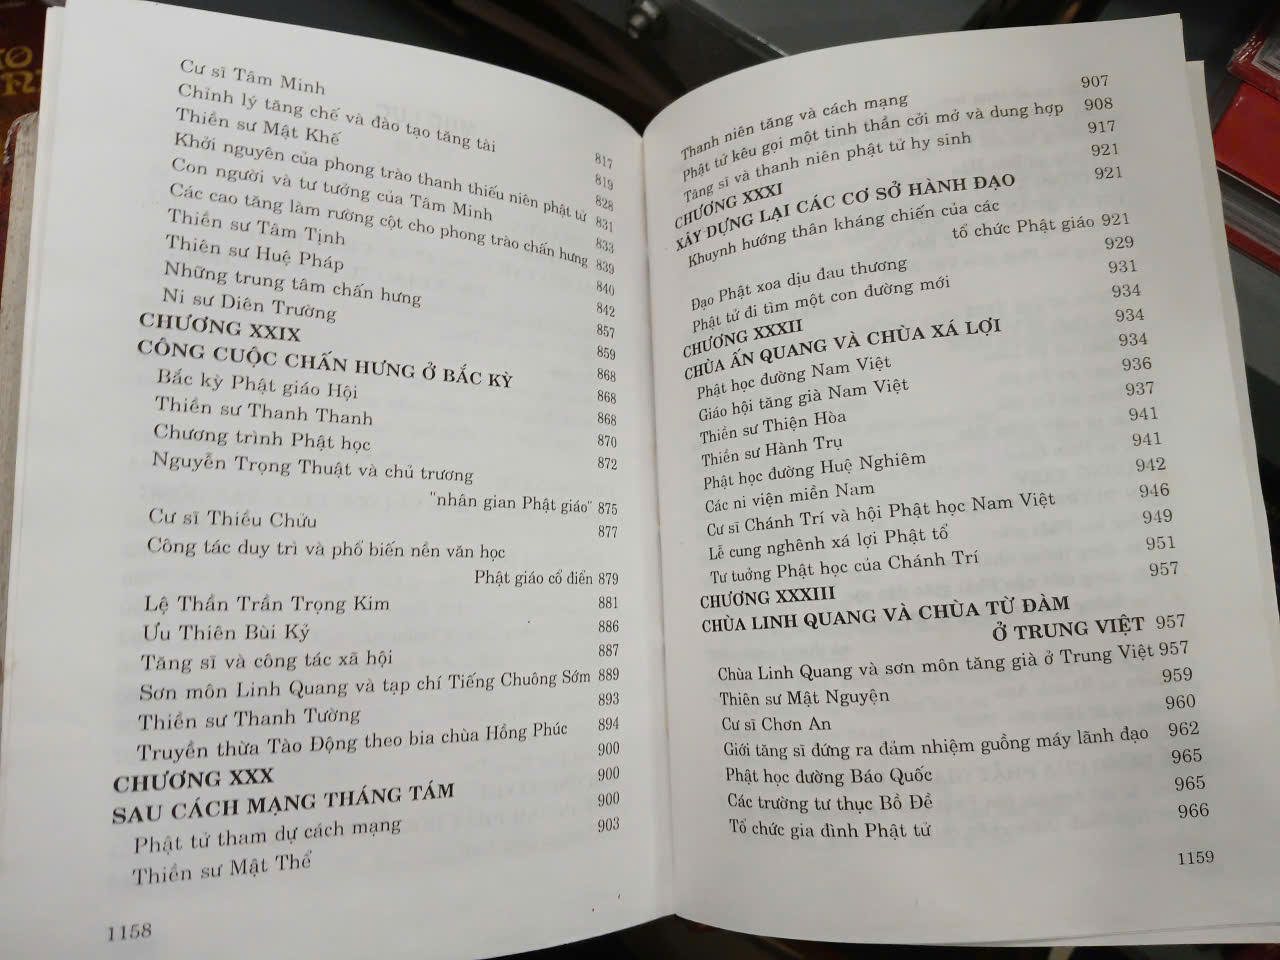 Cư sĩ Tâm Minh 817
Chỉnh lý tăng chế và đào tạo tăng tài 819
Thiền sư Mật Khế 828
Khởi nguyên của phong trào thanh thiếu niên phật tử 831
Con người và tư tưởng của Tâm Minh 833
Các cao tăng làm rường cột cho phong trào chấn hưng 839
Thiền sư Tâm Tịnh 840
Thiền sư Huệ Pháp 842
Những trung tâm chấn hưng 857
Ni sư Diên Trường 859
CHƯƠNG XXIX 868
CÔNG CUỘC CHẤN HƯNG Ở BẮC KỲ 868
Bắc kỳ Phật giáo Hội 868
Thiền sư Thanh Thanh 870
Chương trình Phật học 872
Nguyễn Trọng Thuật và chủ trương
"nhân gian Phật giáo" 875
Cư sĩ Thiều Chửu 877
Công tác duy trì và phổ biến nền văn học
Phật giáo cổ điển 879
Lệ Thần Trần Trọng Kim 881
Ưu Thiên Bùi Kỷ 886
Tăng sĩ và công tác xã hội 887
Sơn môn Linh Quang và tạp chí Tiếng Chuông Sớm 889
Thiền sư Thanh Tường 893
Truyền thừa Tào Động theo bia chùa Hồng Phúc 894
CHƯƠNG XXX 900
SAU CÁCH MẠNG THÁNG TÁM 900
Phật tử tham dự cách mạng 900
Thiền sư Mật Thể 903
1158
Thanh niên tăng và cách mạng 907
Phật tử kêu gọi một tinh thần cởi mở và dung hợp 908
Tăng sĩ và thanh niên phật tử hy sinh 917
CHƯƠNG XXXI 921
XÂY DỰNG LẠI CÁC CƠ SỞ HÀNH ĐẠO 921
Khuynh hướng thân kháng chiến của các
tổ chức Phật giáo 921
Đạo Phật xoa dịu đau thương 929
Phật tử đi tìm một con đường mới 931
CHƯƠNG XXXII 934
CHÙA ẤN QUANG VÀ CHÙA XÁ LỢI 934
Phật học đường Nam Việt 934
Giáo hội tăng già Nam Việt 936
Thiền sư Thiện Hòa 937
Thiền sư Hành Trụ 941
Phật học đường Huệ Nghiêm 941
Các ni viện miền Nam 942
Cư sĩ Chánh Trí và hội Phật học Nam Việt 946
Lễ cung nghênh xá lợi Phật tổ 949
Tư tưởng Phật học của Chánh Trí 951
CHƯƠNG XXXIII 957
CHÙA LINH QUANG VÀ CHÙA TỪ ĐÀM
Ở TRUNG VIỆT 957
Chùa Linh Quang và sơn môn tăng già ở Trung Việt 957
Thiền sư Mật Nguyện 959
Cư sĩ Chơn An 960
Giới tăng sĩ đứng ra đảm nhiệm guồng máy lãnh đạo 962
Phật học đường Báo Quốc 965
Các trường tư thục Bồ Đề 965
Tổ chức gia đình Phật tử 966
1159